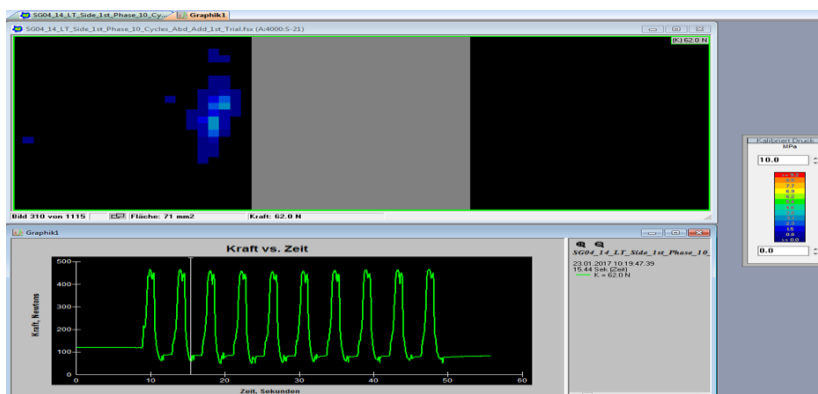 SG04_14_LT_Side_1st_Phase_10_Cy... Graphik1
SG04_14_LT_Side_1st_Phase_10_Cycles_Abd_Add_1st_Trial.fsx (A:4000:S-21)
(K) 62.0 N
Bild 310 von 1115 Fläche: 71 mm2 Kraft: 62.0 N
Kalibriert Druck
MPa
10.0
0.0
Graphik1
Kraft vs. Zeit
Kraft, Newtons
500
400
300
200
100
0
0 10 20 30 40 50 60
Zeit, Sekunden
SG04_14_LT_Side_1st_Phase_10_
23.01.2017 10:19:47.39
15.44 Sek (Zeit)
K = 62.0 N